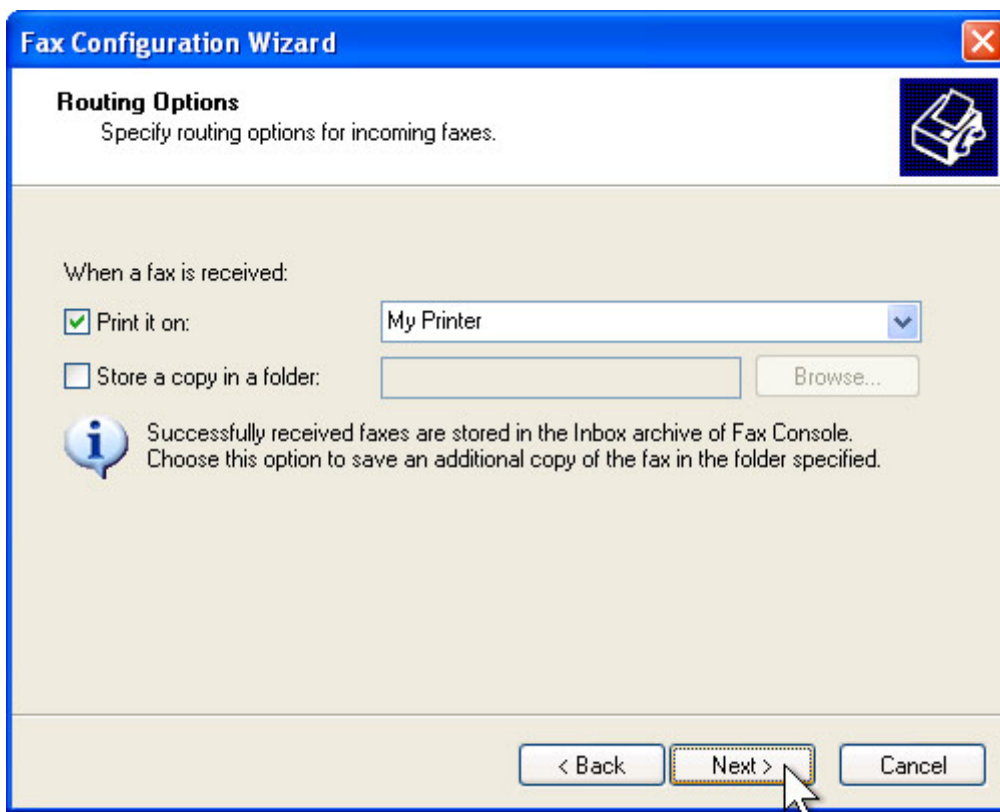 Fax Configuration Wizard
Routing Options
Specify routing options for incoming faxes.
When a fax is received:
Print it on:
My Printer
Store a copy in a folder:
Browse...
Successfully received faxes are stored in the Inbox archive of Fax Console.
Choose this option to save an additional copy of the fax in the folder specified.
< Back
Next >
Cancel